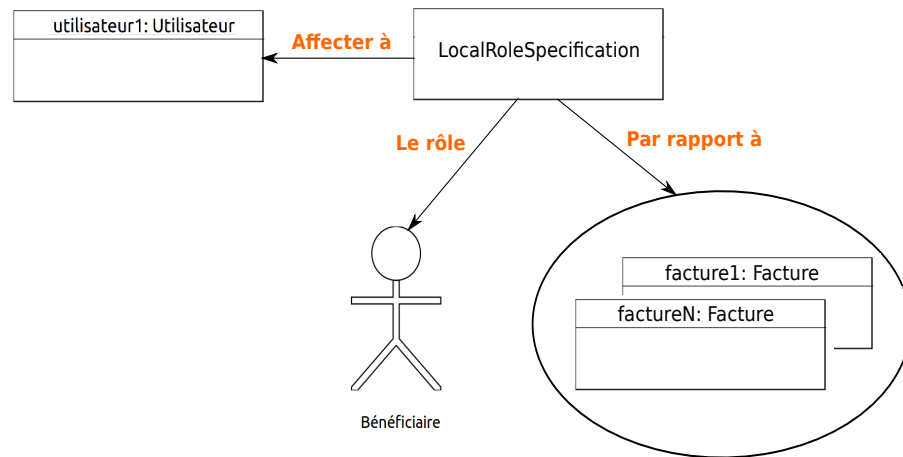 utilisateur1: Utilisateur
Affecter à
LocalRoleSpecification
Le rôle
Par rapport à
facture1: Facture
factureN: Facture
Bénéficiaire